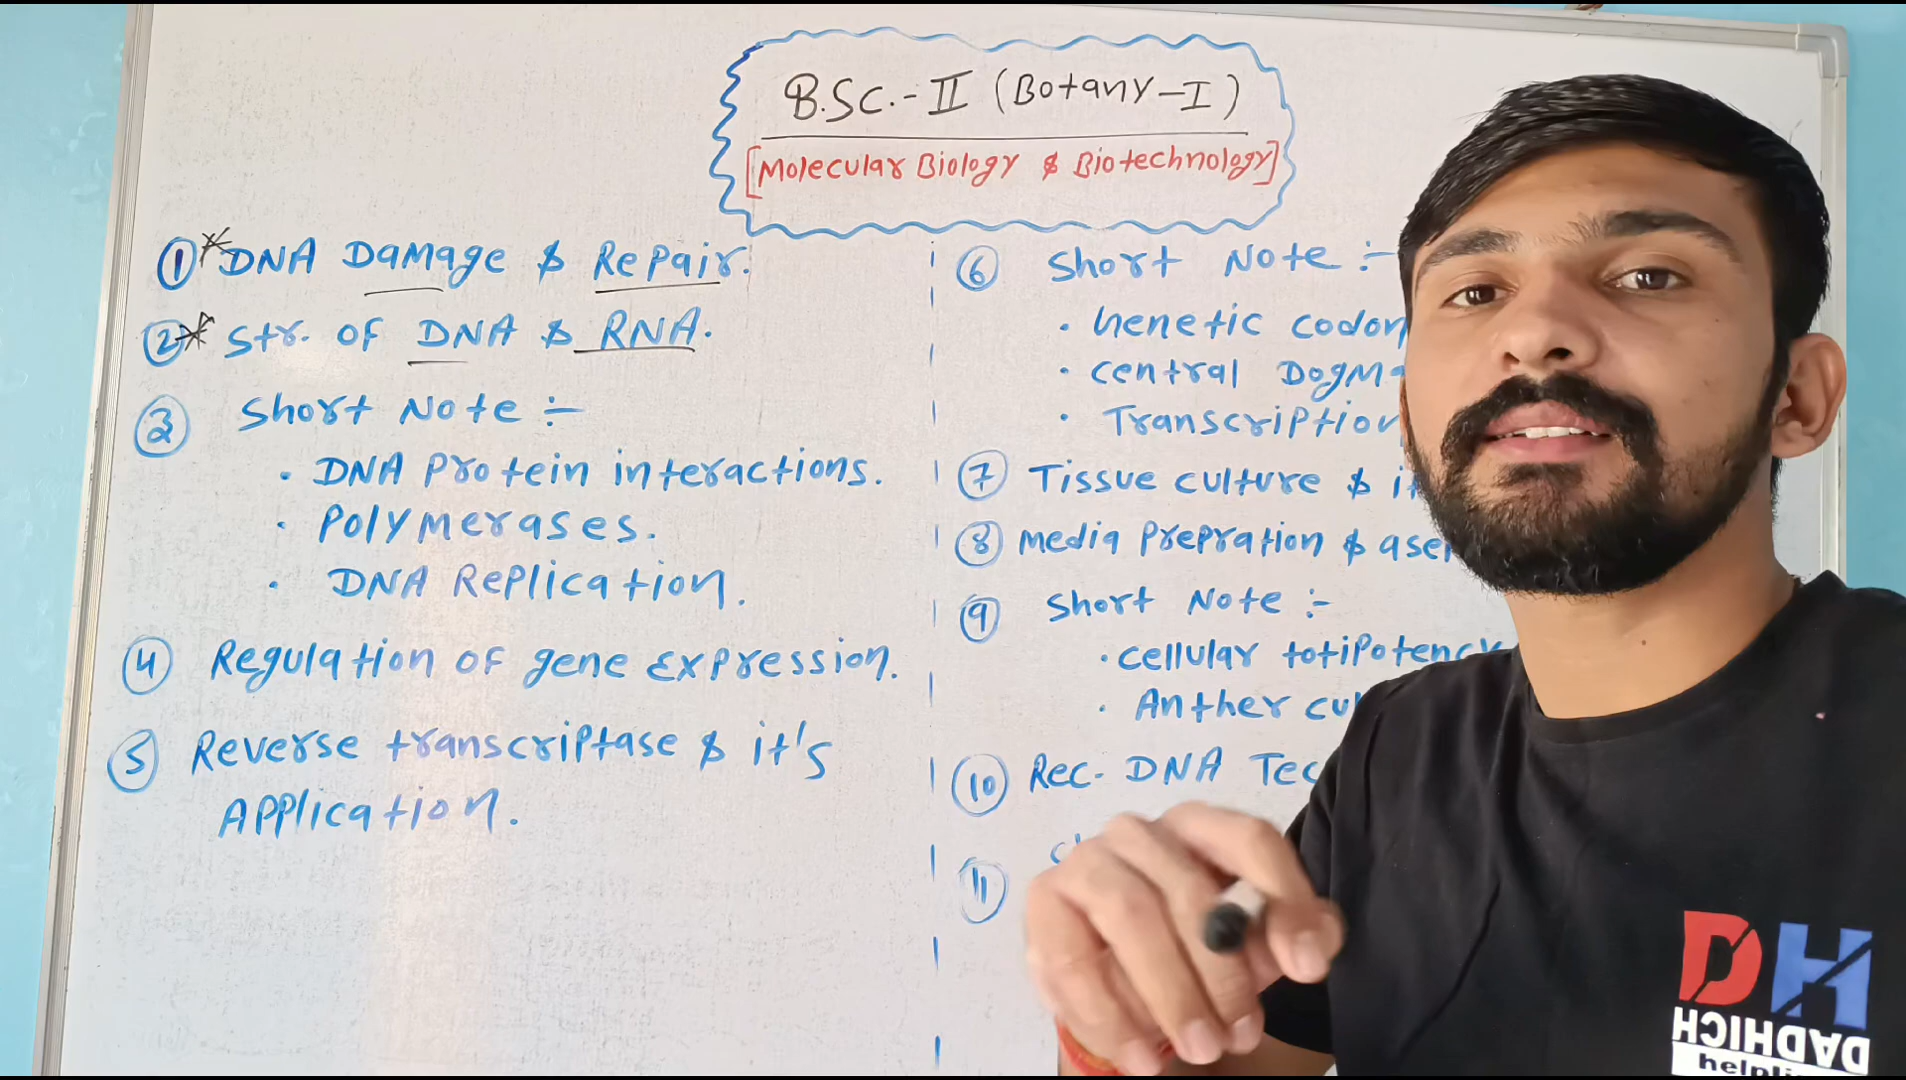 B.SC.-II (Botany-I)
[Molecular Biology & Biotechnology]
① *DNA Damage & Repair.
② * Str. of DNA & RNA.
③ Short Note :-
• DNA Protein interactions.
• Polymerases.
• DNA Replication.
④ Regulation of gene Expression.
⑤ Reverse transcriptase & it's
Application.
⑥ Short Note :-
• Genetic codon
• Central Dogma
• Transcription
⑦ Tissue culture &
⑧ Media Prepration &
⑨ Short Note :-
• Cellular totipotency
• Anther
⑩ Rec. DNA
⑪
DH
DADHICH